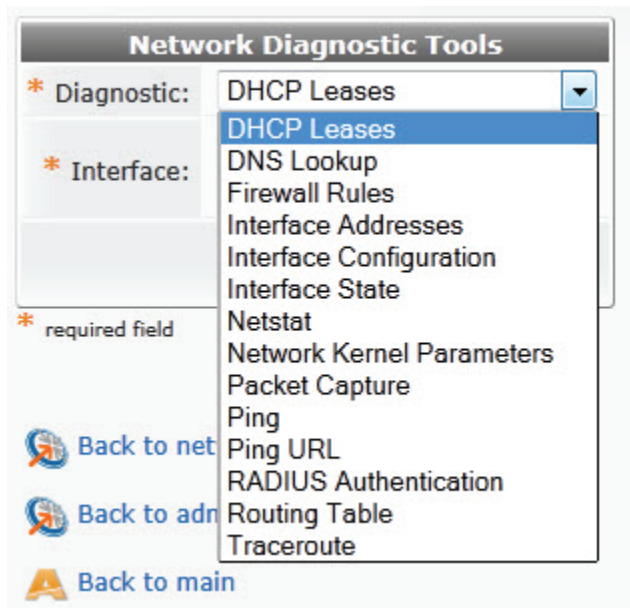 Network Diagnostic Tools
* Diagnostic: DHCP Leases
DHCP Leases
DNS Lookup
* Interface:
Firewall Rules
Interface Addresses
Interface Configuration
Interface State
Netstat
* required field
Network Kernel Parameters
Packet Capture
Ping
Back to net
Ping URL
RADIUS Authentication
Back to adm
Routing Table
Traceroute
Back to main